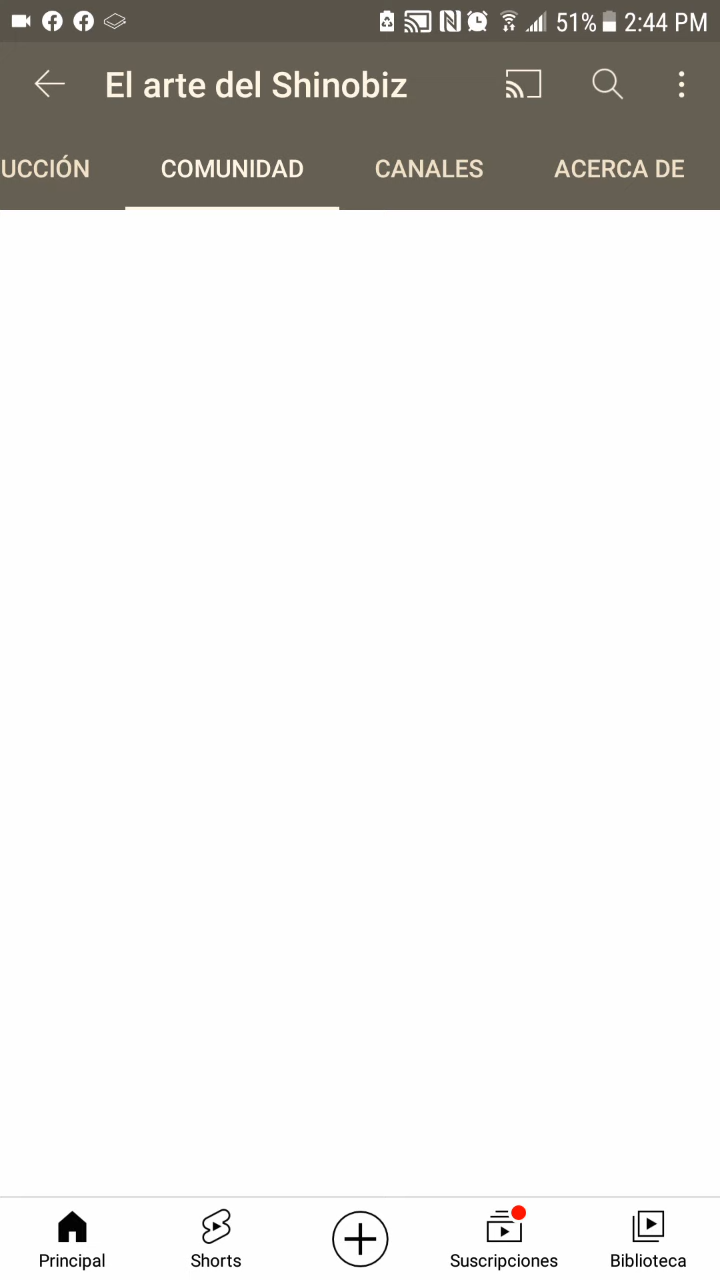 51% 2:44 PM
El arte del Shinobiz
UCCIÓN COMUNIDAD CANALES ACERCA DE
Principal Shorts Suscripciones Biblioteca